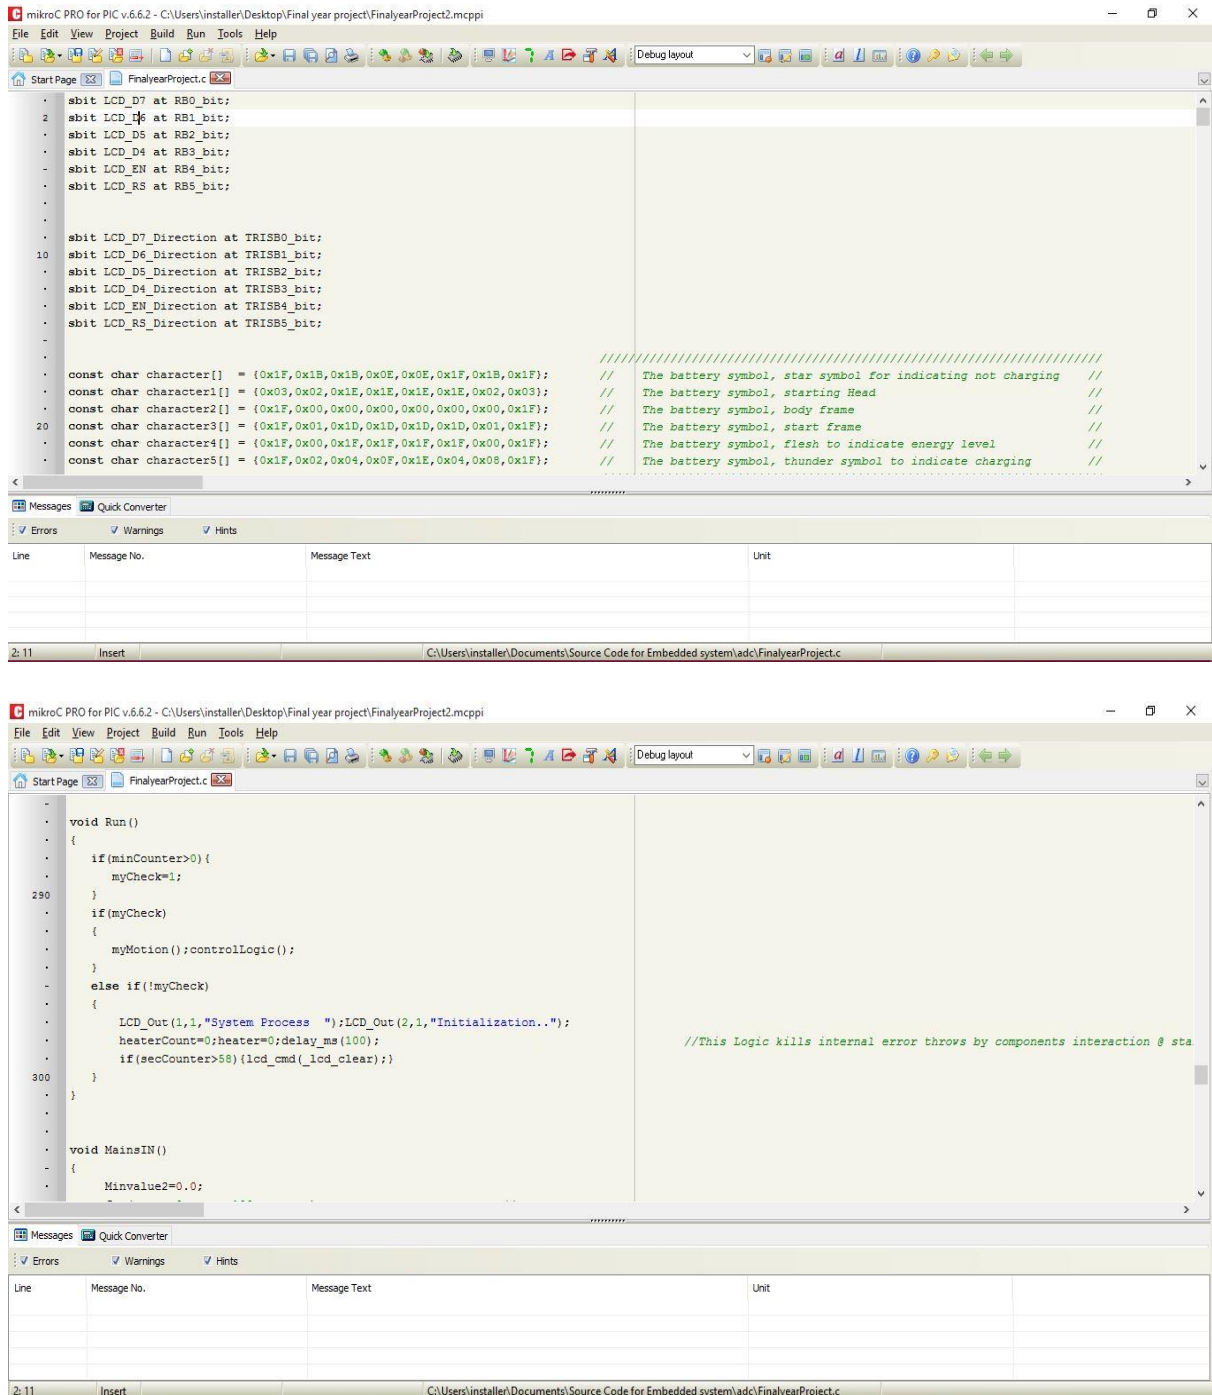 mikroC PRO for PIC v.6.6.2 - C:\Users\installer\Desktop\Final year project\FinalyearProject2.mcppi
File Edit View Project Build Run Tools Help
Debug layout
Start Page FinalyearProject.c
sbit LCD_D7 at RB0_bit;
2 sbit LCD_D6 at RB1_bit;
sbit LCD_D5 at RB2_bit;
sbit LCD_D4 at RB3_bit;
sbit LCD_EN at RB4_bit;
sbit LCD_RS at RB5_bit;
sbit LCD_D7_Direction at TRISB0_bit;
10 sbit LCD_D6_Direction at TRISB1_bit;
sbit LCD_D5_Direction at TRISB2_bit;
sbit LCD_D4_Direction at TRISB3_bit;
sbit LCD_EN_Direction at TRISB4_bit;
sbit LCD_RS_Direction at TRISB5_bit;
///////////////////////////////////////////////////////////////////////
const char character[] = {0x1F,0x1B,0x1B,0x0E,0x0E,0x1F,0x1B,0x1F}; // The battery symbol, star symbol for indicating not charging //
const char character1[] = {0x03,0x02,0x1E,0x1E,0x1E,0x1E,0x02,0x03}; // The battery symbol, starting Head //
const char character2[] = {0x1F,0x00,0x00,0x00,0x00,0x00,0x00,0x1F}; // The battery symbol, body frame //
20 const char character3[] = {0x1F,0x01,0x1D,0x1D,0x1D,0x1D,0x01,0x1F}; // The battery symbol, start frame //
const char character4[] = {0x1F,0x00,0x1F,0x1F,0x1F,0x1F,0x00,0x1F}; // The battery symbol, flesh to indicate energy level //
const char character5[] = {0x1F,0x02,0x04,0x0F,0x1E,0x04,0x08,0x1F}; // The battery symbol, thunder symbol to indicate charging //
Messages Quick Converter
Errors Warnings Hints
Line Message No. Message Text Unit
2: 11 Insert C:\Users\installer\Documents\Source Code for Embedded system\adc\FinalyearProject.c
mikroC PRO for PIC v.6.6.2 - C:\Users\installer\Desktop\Final year project\FinalyearProject2.mcppi
File Edit View Project Build Run Tools Help
Debug layout
Start Page FinalyearProject.c
void Run()
{
if(minCounter>0){
myCheck=1;
290 }
if(myCheck)
{
myMotion();controlLogic();
}
else if(!myCheck)
{
LCD_Out(1,1,"System Process  ");LCD_Out(2,1,"Initialization..");
heaterCount=0;heater=0;delay_ms(100); //This Logic kills internal error throws by components interaction @ sta
if(secCounter>58){lcd_cmd(_lcd_clear);}
300 }
}
void MainsIN()
{
Minvalue2=0.0;
Messages Quick Converter
Errors Warnings Hints
Line Message No. Message Text Unit
2: 11 Insert C:\Users\installer\Documents\Source Code for Embedded system\adc\FinalyearProject.c